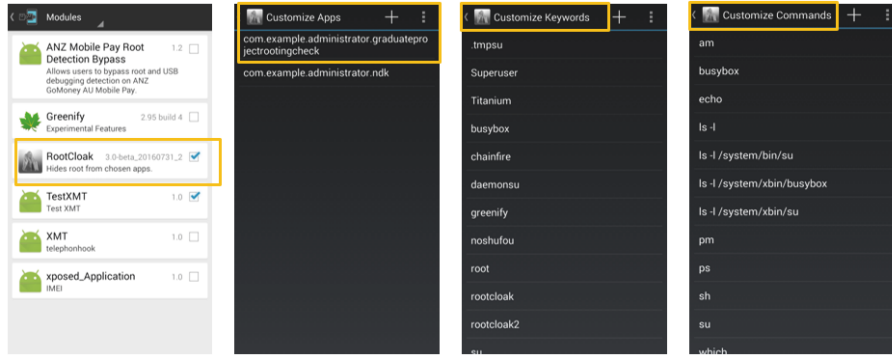 Modules
ANZ Mobile Pay Root 1.2
Detection Bypass
Allows users to bypass root and USB
debugging detection on ANZ
GoMoney AU Mobile Pay.
Greenify 2.95 build 4
Experimental Features
RootCloak 3.0-beta_20160731_2
Hides root from chosen apps.
TestXMT 1.0
Test XMT
XMT 1.0
telephonhook
xposed_Application 1.0
IMEI
Customize Apps
com.example.administrator.graduatepro
jectrootingcheck
com.example.administrator.ndk
Customize Keywords
.tmpsu
Superuser
Titanium
busybox
chainfire
daemonsu
greenify
noshufou
root
rootcloak
rootcloak2
su
Customize Commands
am
busybox
echo
ls -l
ls -l /system/bin/su
ls -l /system/xbin/busybox
ls -l /system/xbin/su
pm
ps
sh
su
which